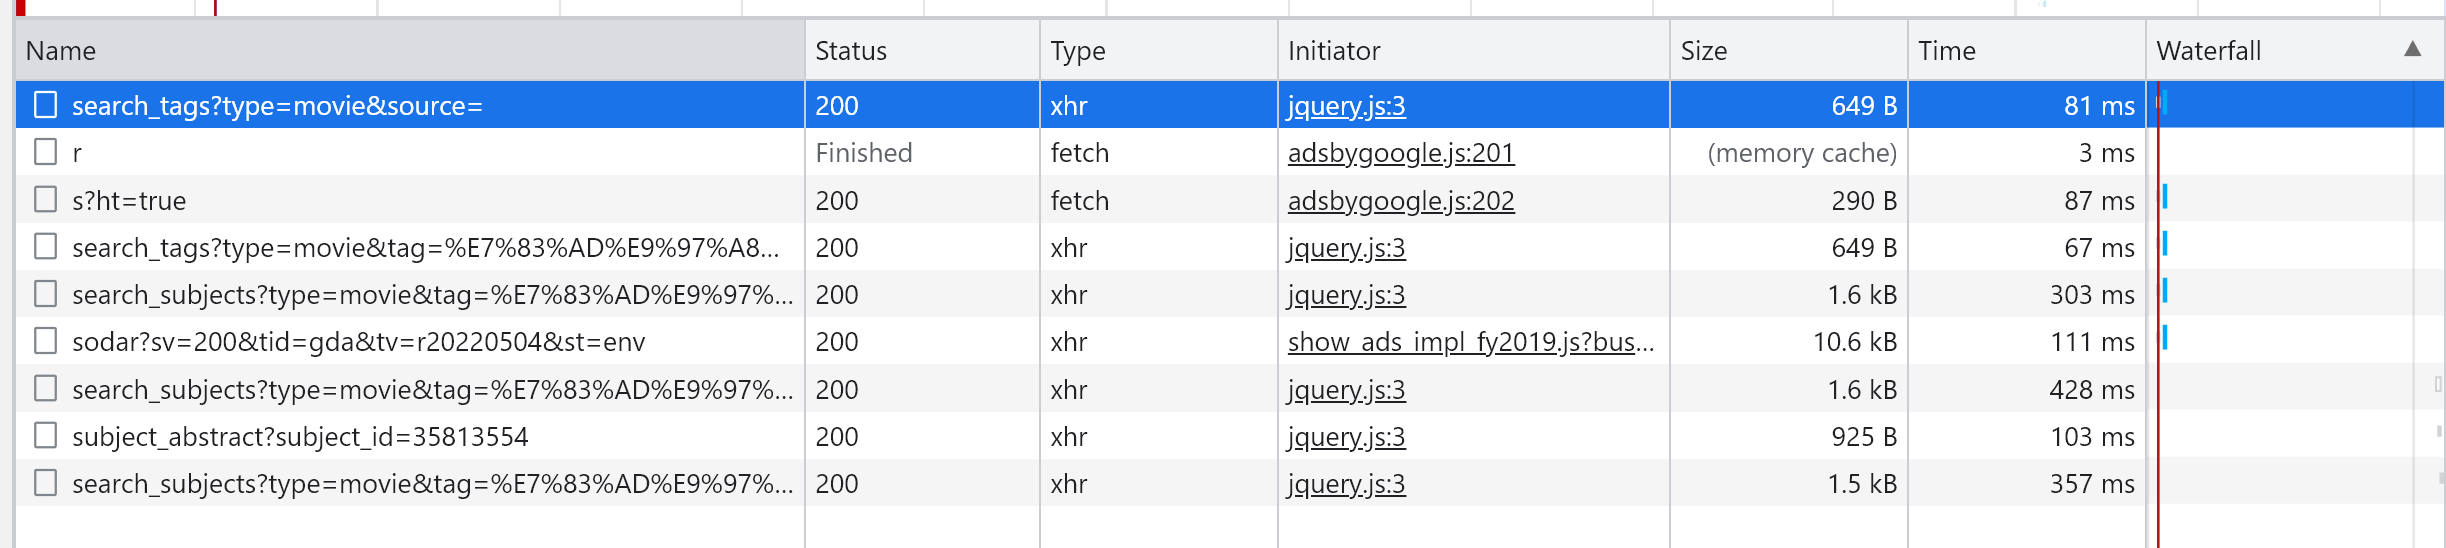 Name Status Type Initiator Size Time Waterfall ▲
search_tags?type=movie&source= 200 xhr jquery.js:3 649 B 81 ms
r Finished fetch adsbygoogle.js:201 (memory cache) 3 ms
s?ht=true 200 fetch adsbygoogle.js:202 290 B 87 ms
search_tags?type=movie&tag=%E7%83%AD%E9%97%A8... 200 xhr jquery.js:3 649 B 67 ms
search_subjects?type=movie&tag=%E7%83%AD%E9%97%... 200 xhr jquery.js:3 1.6 kB 303 ms
sodar?sv=200&tid=gda&tv=r20220504&st=env 200 xhr show_ads_impl_fy2019.js?bus... 10.6 kB 111 ms
search_subjects?type=movie&tag=%E7%83%AD%E9%97%... 200 xhr jquery.js:3 1.6 kB 428 ms
subject_abstract?subject_id=35813554 200 xhr jquery.js:3 925 B 103 ms
search_subjects?type=movie&tag=%E7%83%AD%E9%97%... 200 xhr jquery.js:3 1.5 kB 357 ms